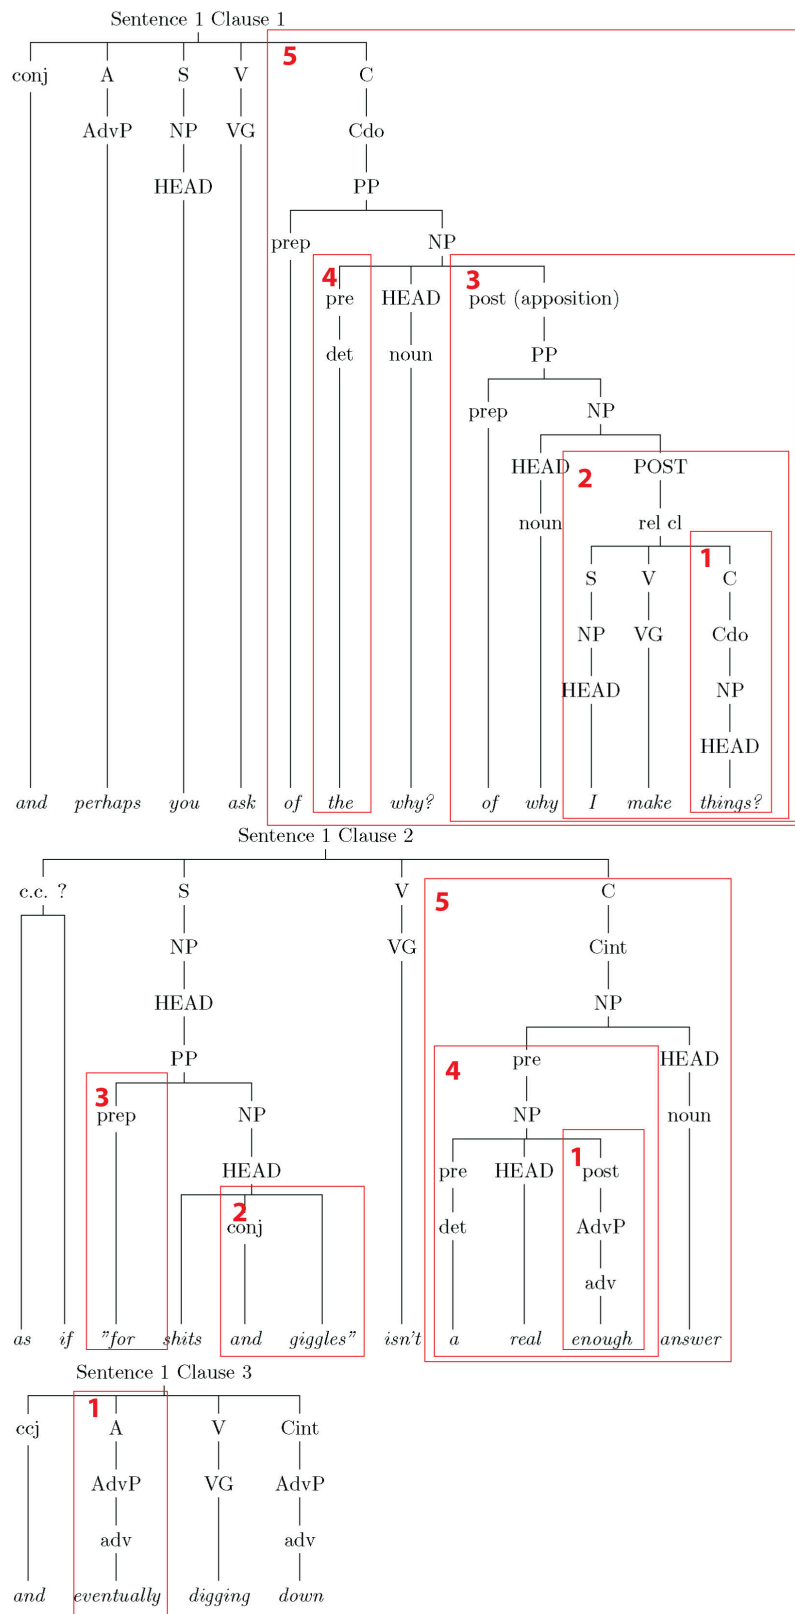 Sentence 1 Clause 1
5
conj A S V C
AdvP NP VG Cdo
HEAD PP
prep NP
4 3
pre HEAD post (apposition)
det noun PP
prep NP
HEAD POST
2
noun rel cl
1
S V C
NP VG Cdo
HEAD NP
HEAD
and perhaps you ask of the why? of why I make things?
Sentence 1 Clause 2
c.c. ? S V C
5
NP VG Cint
HEAD NP
PP pre HEAD
4
3
prep NP NP noun
HEAD pre HEAD post
1
2
conj det AdvP
adv
as if "for shits and giggles" isn't a real enough answer
Sentence 1 Clause 3
1
ccj A V Cint
AdvP VG AdvP
adv adv
and eventually digging down